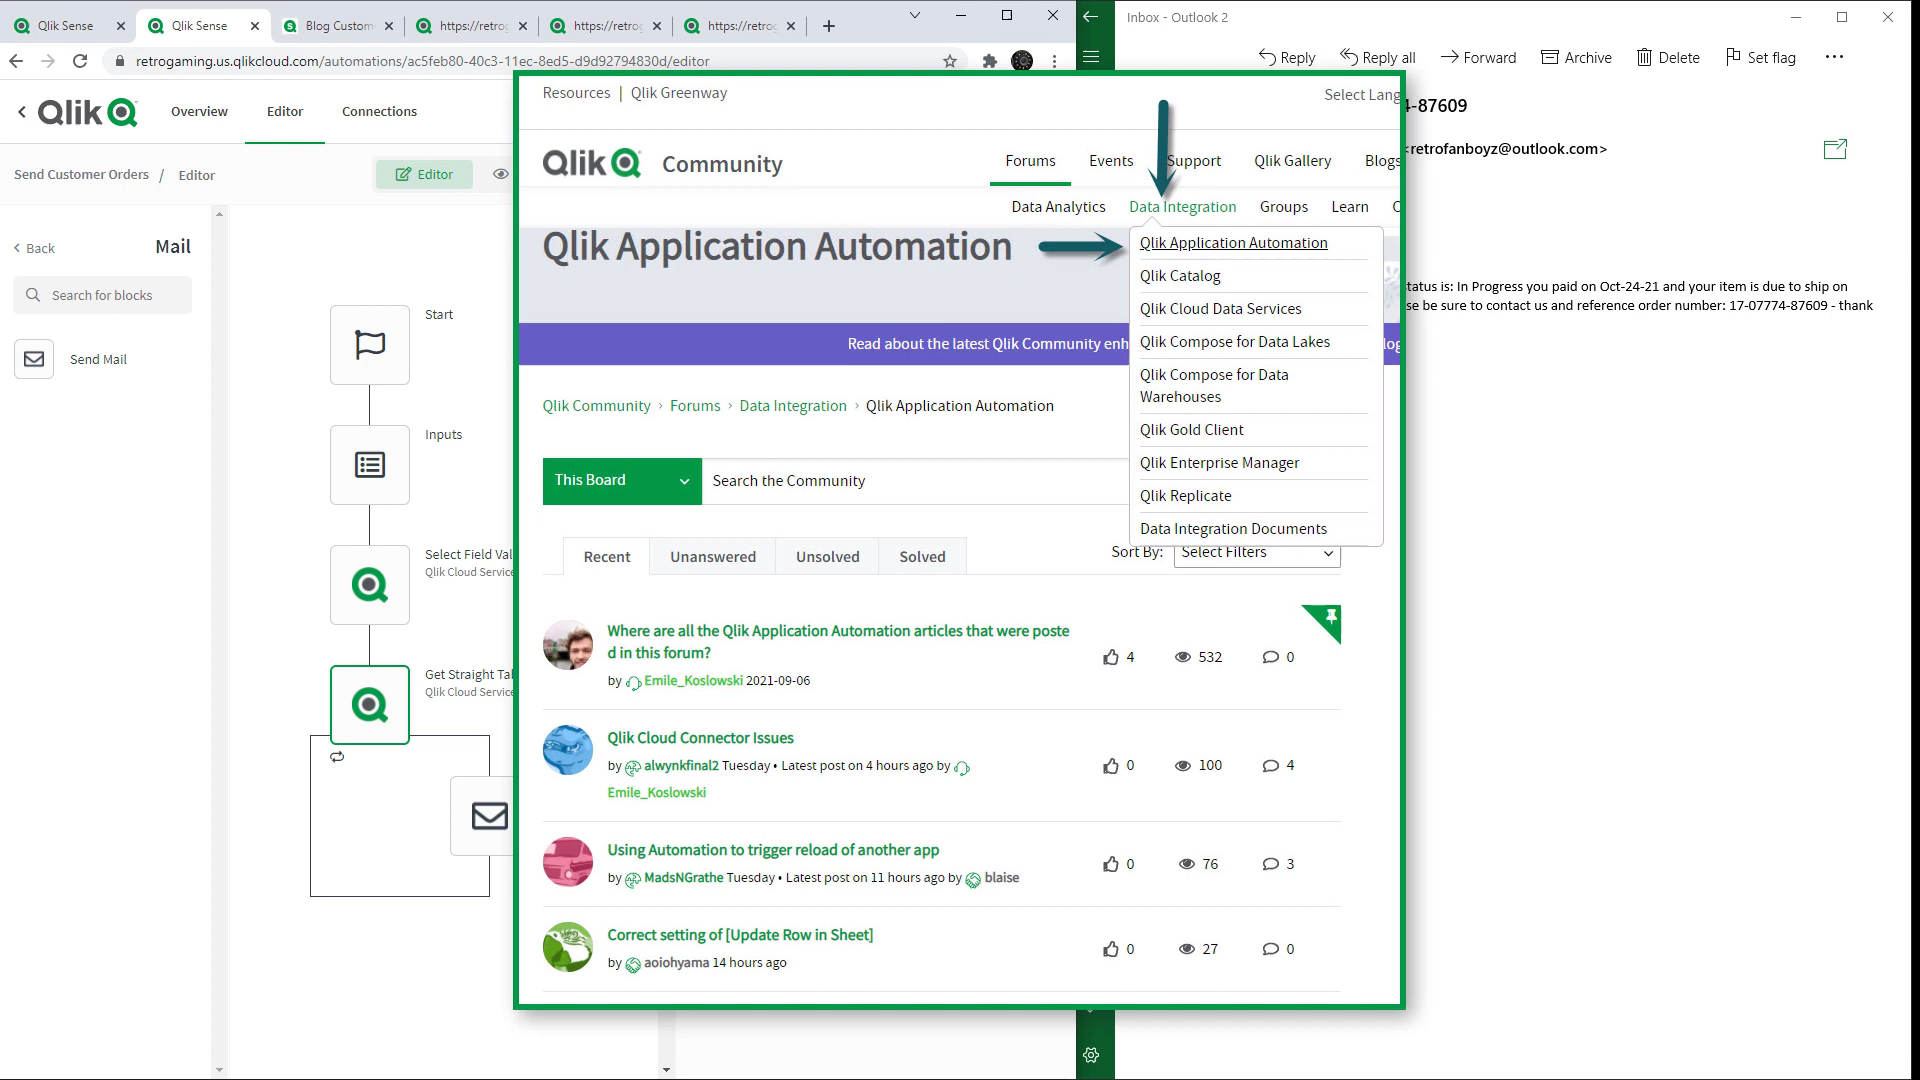 Qlik Sense
Qlik Sense
Blog Custom
https://retrog
https://retrog
https://retrog
retrogaming.us.qlikcloud.com/automations/ac5feb80-40c3-11ec-8ed5-d9d92794830d/editor
Inbox - Outlook 2
Reply
Reply all
Forward
Archive
Delete
Set flag
Qlik
Overview
Editor
Connections
Send Customer Orders / Editor
Editor
Back
Mail
Search for blocks
Send Mail
Start
Inputs
Select Field Val
Qlik Cloud Service
Get Straight Tab
Qlik Cloud Service
Resources | Qlik Greenway
Select Lang
Qlik Community
Forums
Events
Support
Qlik Gallery
Blogs
Data Analytics
Data Integration
Groups
Learn
C
Qlik Application Automation
Qlik Application Automation
Qlik Catalog
Qlik Cloud Data Services
Qlik Compose for Data Lakes
Qlik Compose for Data
Warehouses
Qlik Gold Client
Qlik Enterprise Manager
Qlik Replicate
Data Integration Documents
Read about the latest Qlik Community enh
log
Qlik Community › Forums › Data Integration › Qlik Application Automation
This Board
Search the Community
Recent
Unanswered
Unsolved
Solved
Sort By:
Select Filters
Where are all the Qlik Application Automation articles that were poste
d in this forum?
by Emile_Koslowski 2021-09-06
4
532
0
Qlik Cloud Connector Issues
by alwynkfinal2 Tuesday • Latest post on 4 hours ago by
Emile_Koslowski
0
100
4
Using Automation to trigger reload of another app
by MadsNGrathe Tuesday • Latest post on 11 hours ago by blaise
0
76
3
Correct setting of [Update Row in Sheet]
by aoiohyama 14 hours ago
0
27
0
4-87609
<retrofanboyz@outlook.com>
status is: In Progress you paid on Oct-24-21 and your item is due to ship on
se be sure to contact us and reference order number: 17-07774-87609 - thank